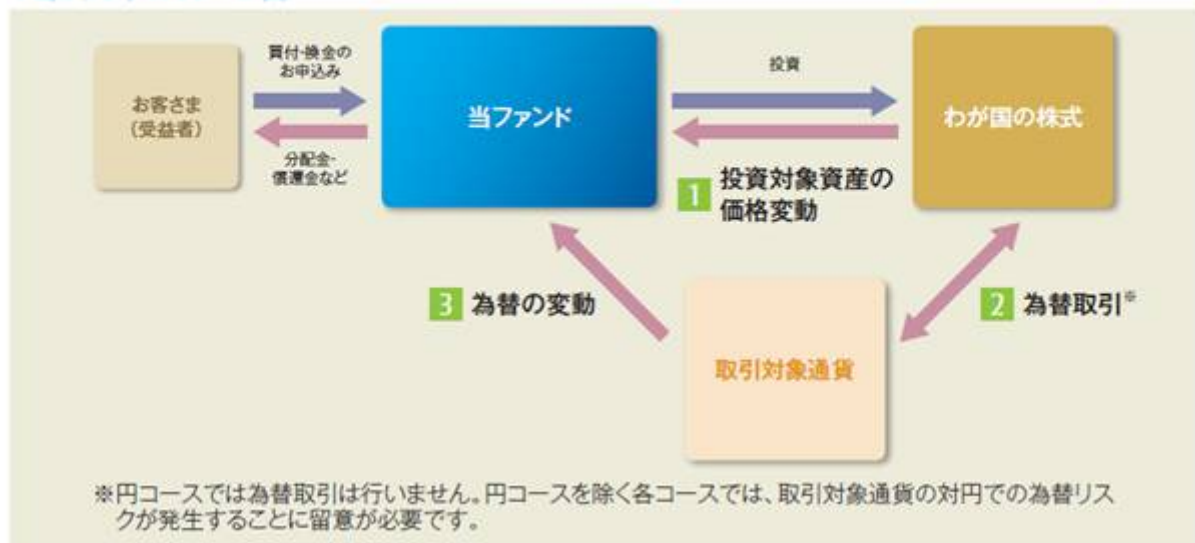 買付・換金の
お申込み
投資
お客さま
(受益者)
当ファンド
わが国の株式
分配金・
償還金など
1 投資対象資産の
価格変動
3 為替の変動
2 為替取引※
取引対象通貨
※円コースでは為替取引は行いません。円コースを除く各コースでは、取引対象通貨の対円での為替リス
クが発生することに留意が必要です。